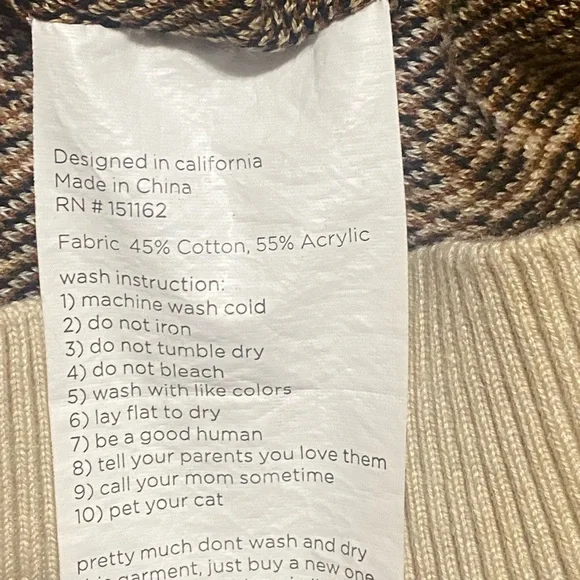 Designed in california
Made in China
RN # 151162
Fabric 45% Cotton, 55% Acrylic
wash instruction:
1) machine wash cold
2) do not iron
3) do not tumble dry
4) do not bleach
5) wash with like colors
6) lay flat to dry
7) be a good human
8) tell your parents you love them
9) call your mom sometime
10) pet your cat
pretty much dont wash and dry
garment, just buy a new one